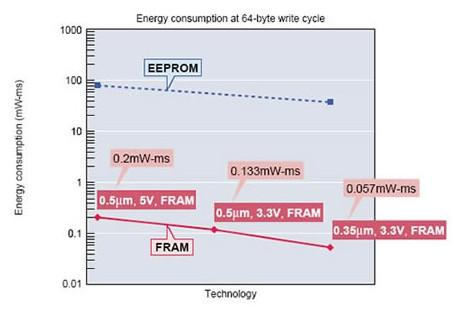 Energy consumption at 64-byte write cycle
Energy consumption (mW-ms)
1000
100
10
1
0.1
0.01
EEPROM
0.2mW-ms
0.5μm, 5V, FRAM
0.133mW-ms
0.5μm, 3.3V, FRAM
0.057mW-ms
0.35μm, 3.3V, FRAM
FRAM
Technology